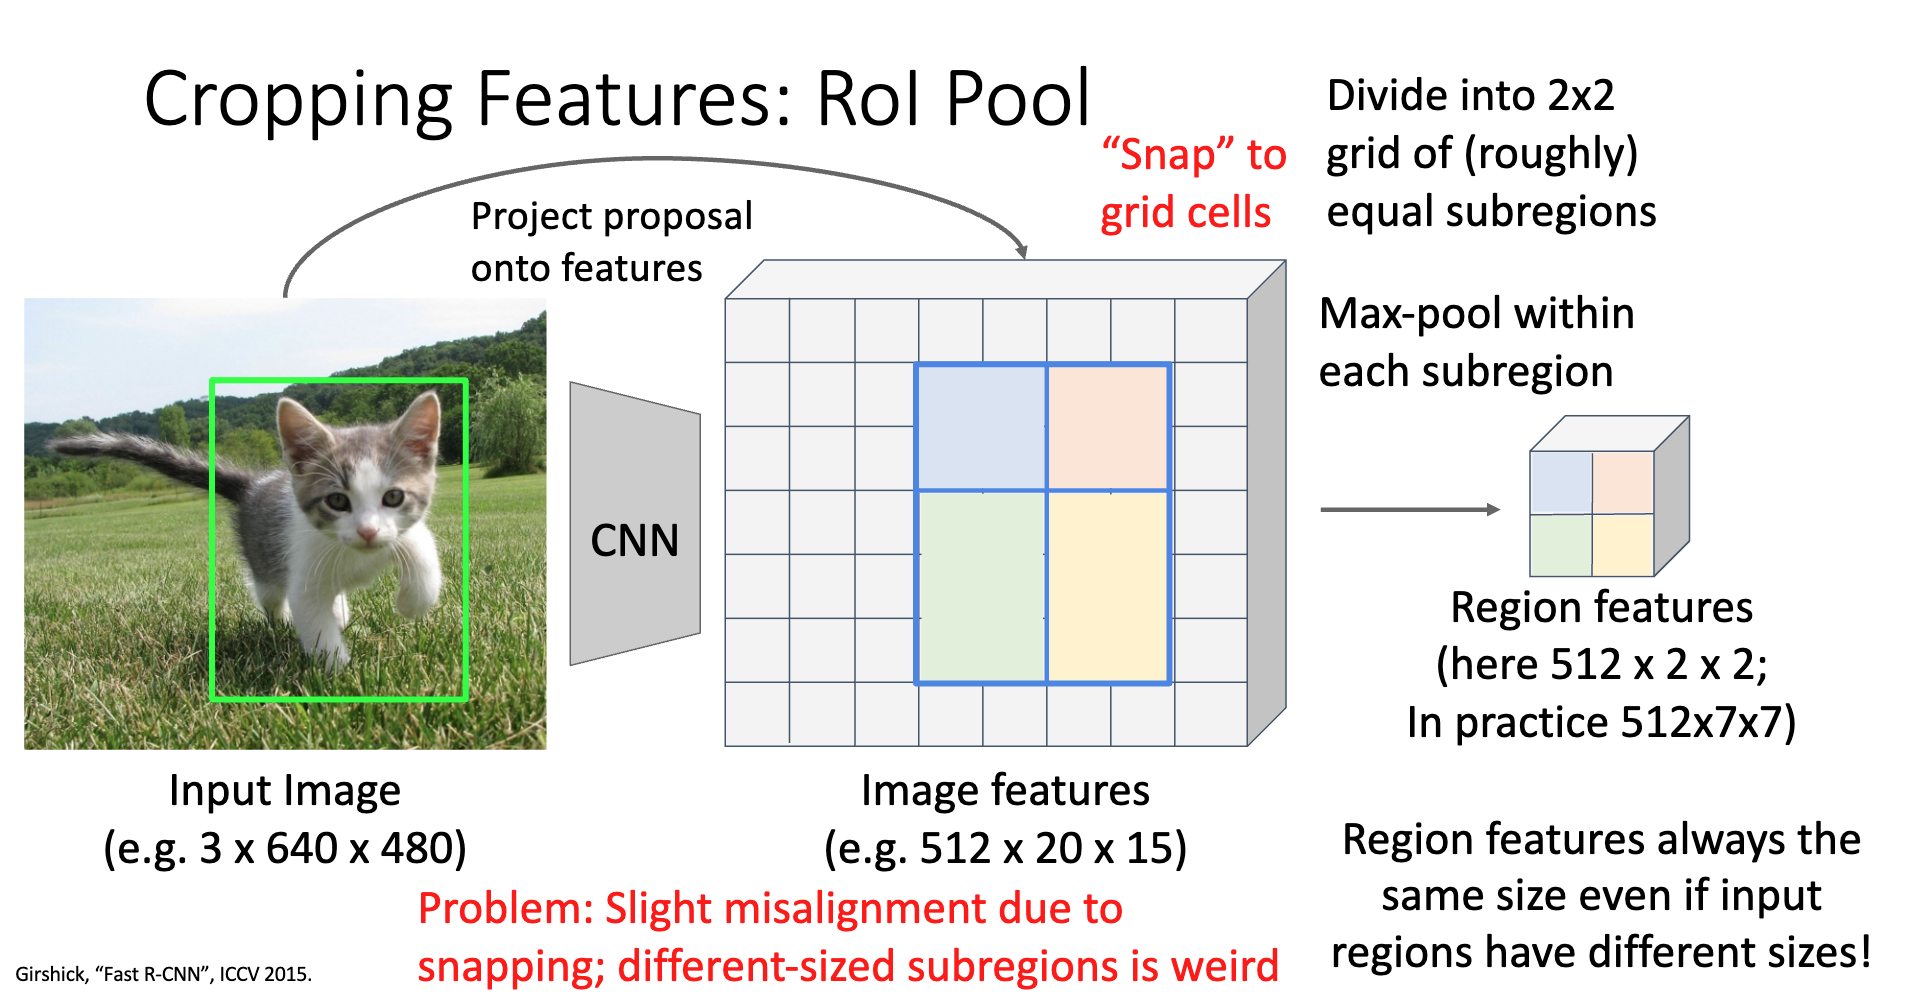 Cropping Features: RoI Pool
“Snap” to
grid cells
Divide into 2x2
grid of (roughly)
equal subregions
Project proposal
onto features
Max-pool within
each subregion
CNN
Region features
(here 512 x 2 x 2;
In practice 512x7x7)
Input Image
(e.g. 3 x 640 x 480)
Image features
(e.g. 512 x 20 x 15)
Region features always the
same size even if input
regions have different sizes!
Problem: Slight misalignment due to
snapping; different-sized subregions is weird
Girshick, “Fast R-CNN”, ICCV 2015.